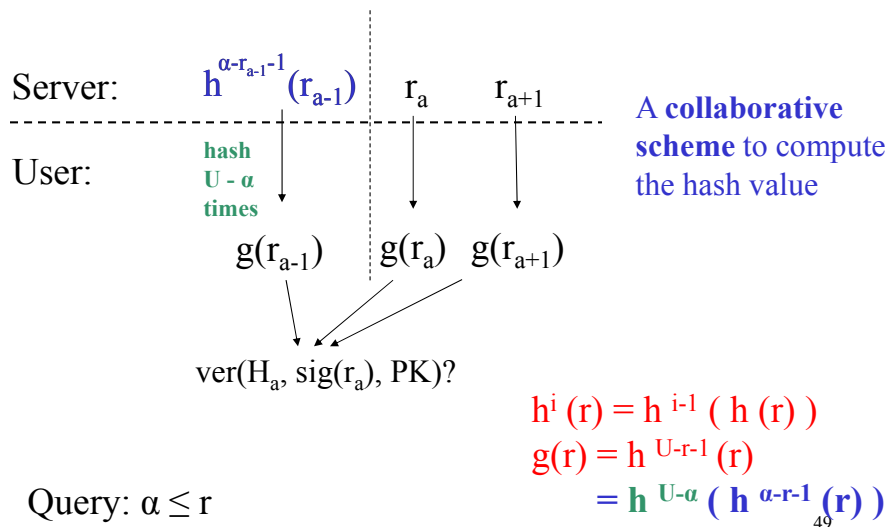 Server: h^{α-r_{a-1}-1}(r_{a-1}) r_a r_{a+1}
A collaborative
scheme to compute
the hash value
User:
hash
U - α
times
g(r_{a-1}) g(r_a) g(r_{a+1})
ver(H_a, sig(r_a), PK)?
h^i (r) = h^{i-1} ( h (r) )
g(r) = h^{U-r-1} (r)
= h^{U-α} ( h^{α-r-1} (r) )
Query: α ≤ r
49